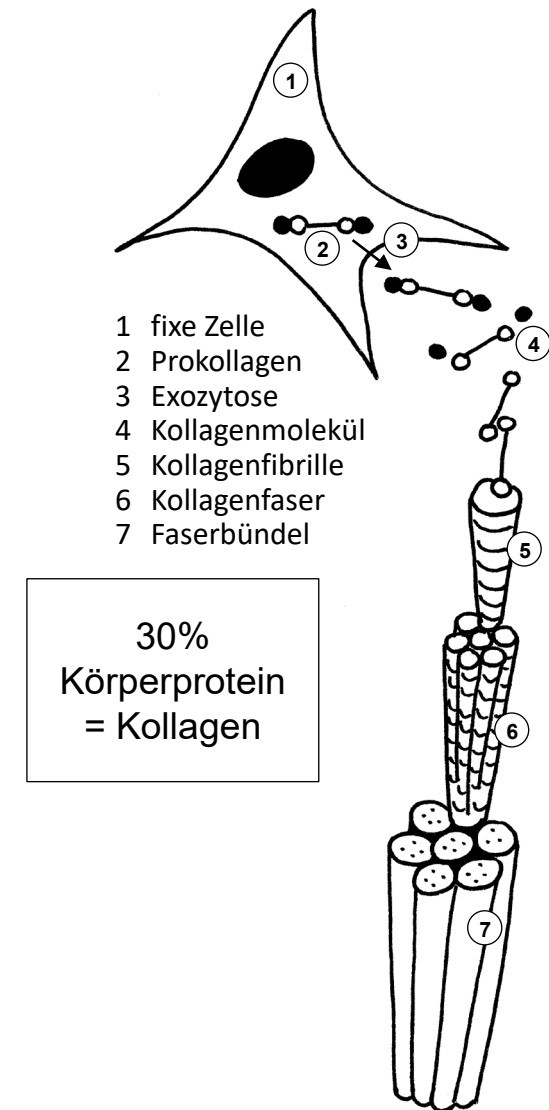 1
2
3
4
1 fixe Zelle
2 Prokollagen
3 Exozytose
4 Kollagenmolekül
5 Kollagenfibrille
6 Kollagenfaser
7 Faserbündel
5
30%
Körperprotein
= Kollagen
6
7